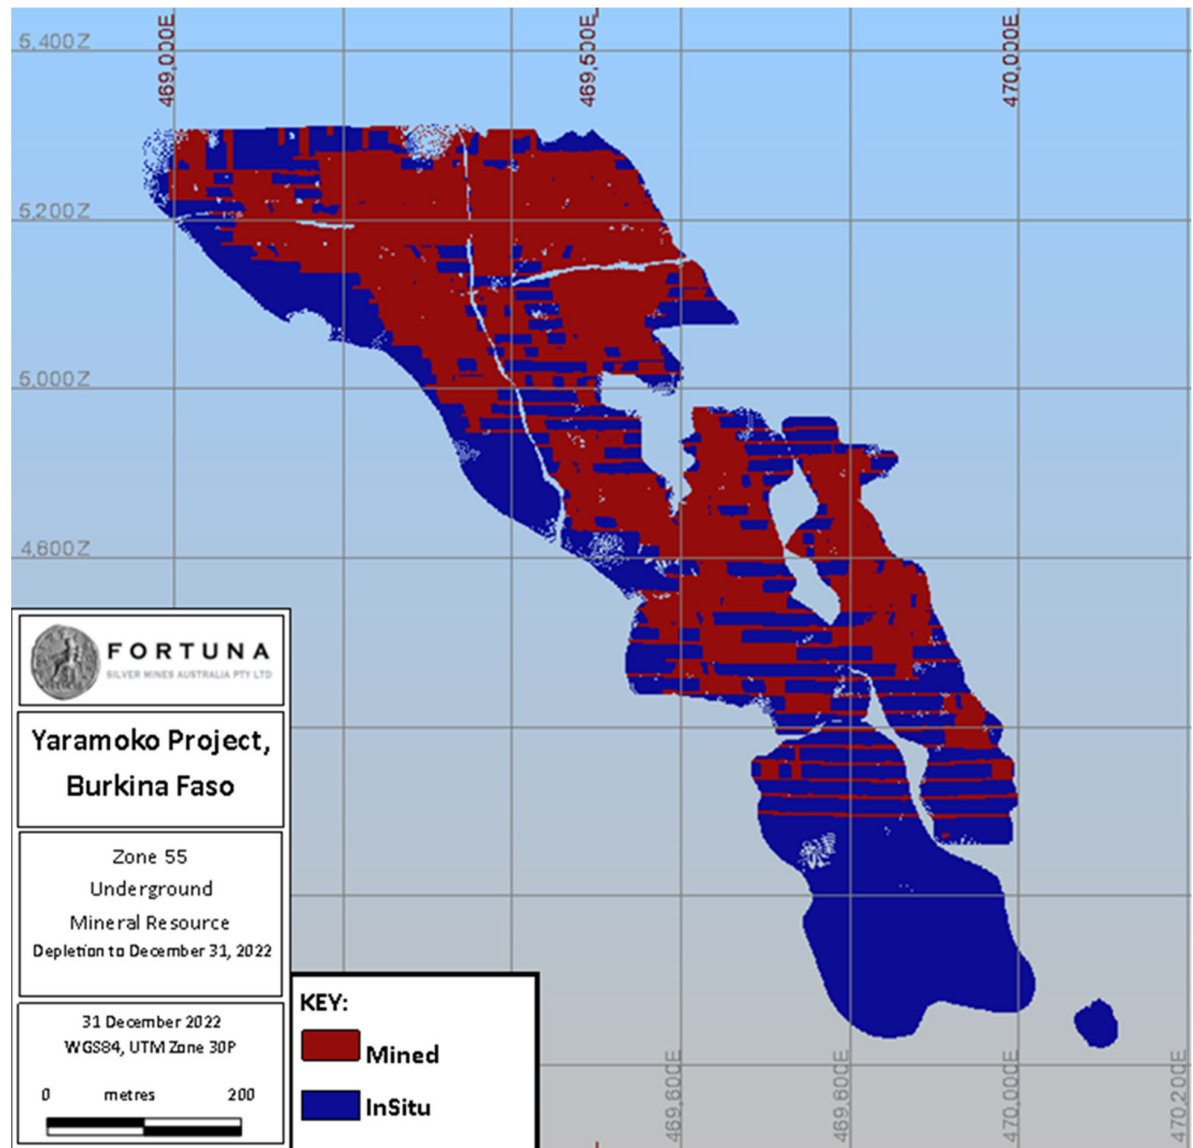 469,000E
469,500E
470,000E
5,400Z
5,200Z
5,000Z
4,800Z
FORTUNA
SILVER MINES AUSTRALIA PTY LTD
Yaramoko Project,
Burkina Faso
Zone 55
Underground
Mineral Resource
Depletion to December 31, 2022
31 December 2022
WGS84, UTM Zone 30P
0 metres 200
KEY:
Mined
InSitu
469,600E
469,800E
470,000E
470,200E